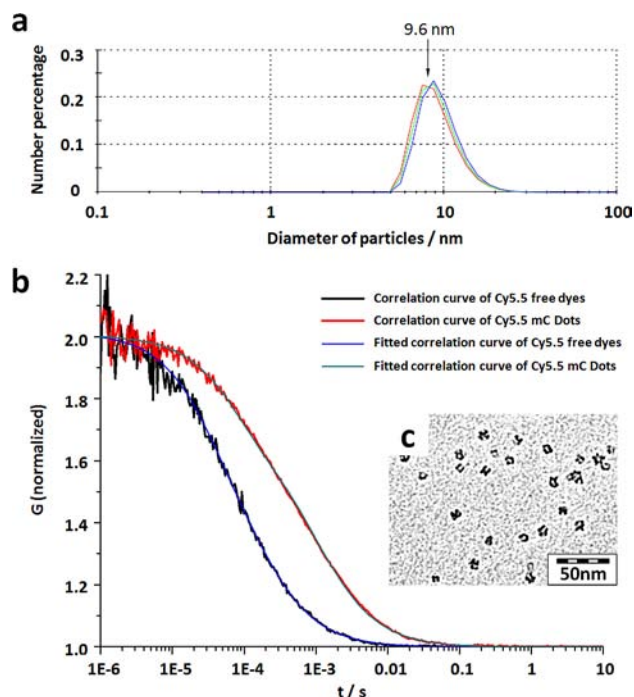 a
9.6 nm
Number percentage
0.3
0.2
0.1
0
0.1
1
10
100
Diameter of particles / nm
b
G (normalized)
2.2
2.0
1.8
1.6
1.4
1.2
1.0
Correlation curve of Cy5.5 free dyes
Correlation curve of Cy5.5 mC Dots
Fitted correlation curve of Cy5.5 free dyes
Fitted correlation curve of Cy5.5 mC Dots
c
50nm
1E-6
1E-5
1E-4
1E-3
0.01
0.1
1
10
t / s